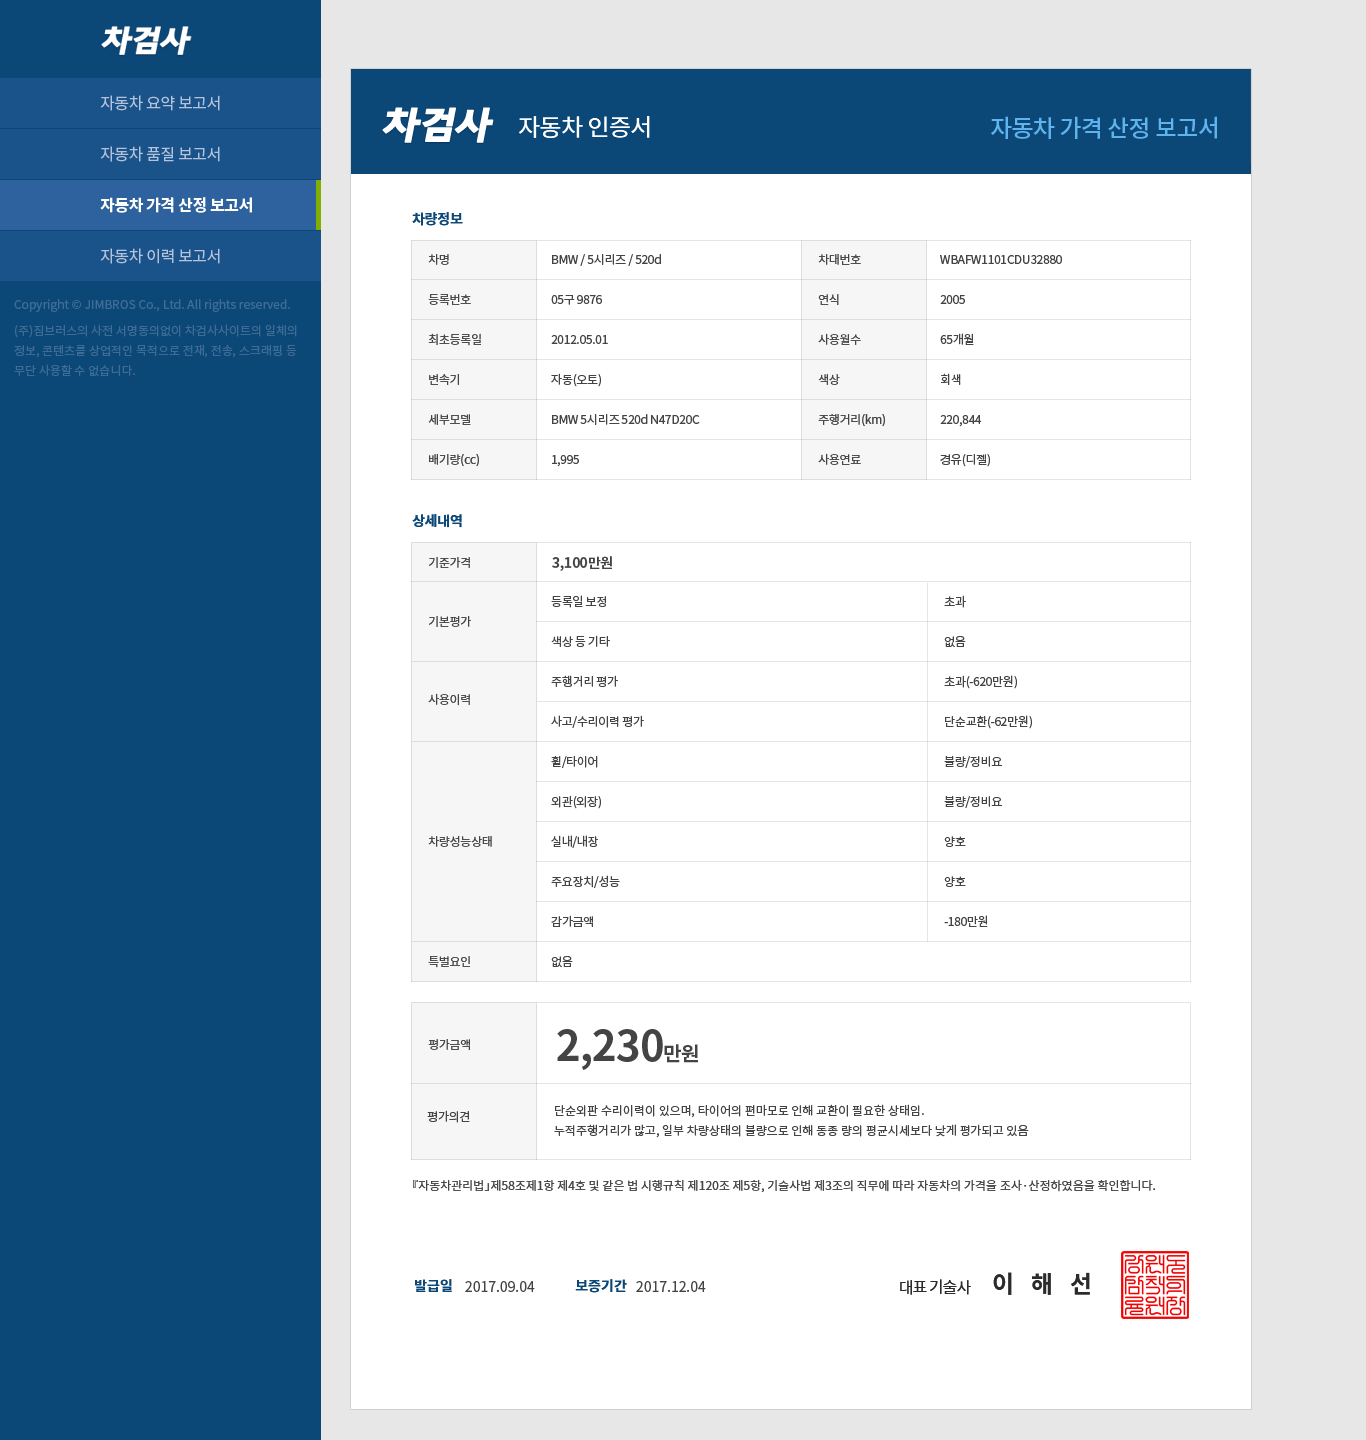 차검사
자동차 요약 보고서
자동차 품질 보고서
자동차 가격 산정 보고서
자동차 이력 보고서
Copyright © JIMBROS Co., Ltd. All rights reserved.
(주)짐브러스의 사전 서명동의없이 차검사사이트의 일체의
정보, 콘텐츠를 상업적인 목적으로 전재, 전송, 스크래핑 등
무단 사용할 수 없습니다.
차검사 자동차 인증서 자동차 가격 산정 보고서
차량정보
차명 BMW / 5시리즈 / 520d 차대번호 WBAFW1101CDU32880
등록번호 05구 9876 연식 2005
최초등록일 2012.05.01 사용월수 65개월
변속기 자동(오토) 색상 회색
세부모델 BMW 5시리즈 520d N47D20C 주행거리(km) 220,844
배기량(cc) 1,995 사용연료 경유(디젤)
상세내역
기준가격 3,100만원
기본평가 등록일 보정 초과
색상 등 기타 없음
사용이력 주행거리 평가 초과(-620만원)
사고/수리이력 평가 단순교환(-62만원)
차량성능상태 휠/타이어 불량/정비요
외관(외장) 불량/정비요
실내/내장 양호
주요장치/성능 양호
감가금액 -180만원
특별요인 없음
평가금액 2,230만원
평가의견 단순외판 수리이력이 있으며, 타이어의 편마모로 인해 교환이 필요한 상태임.
누적주행거리가 많고, 일부 차량상태의 불량으로 인해 동종 량의 평균시세보다 낮게 평가되고 있음
『자동차관리법」제58조제1항 제4호 및 같은 법 시행규칙 제120조 제5항, 기술사법 제3조의 직무에 따라 자동차의 가격을 조사·산정하였음을 확인합니다.
발급일 2017.09.04 보증기간 2017.12.04 대표 기술사 이 해 선